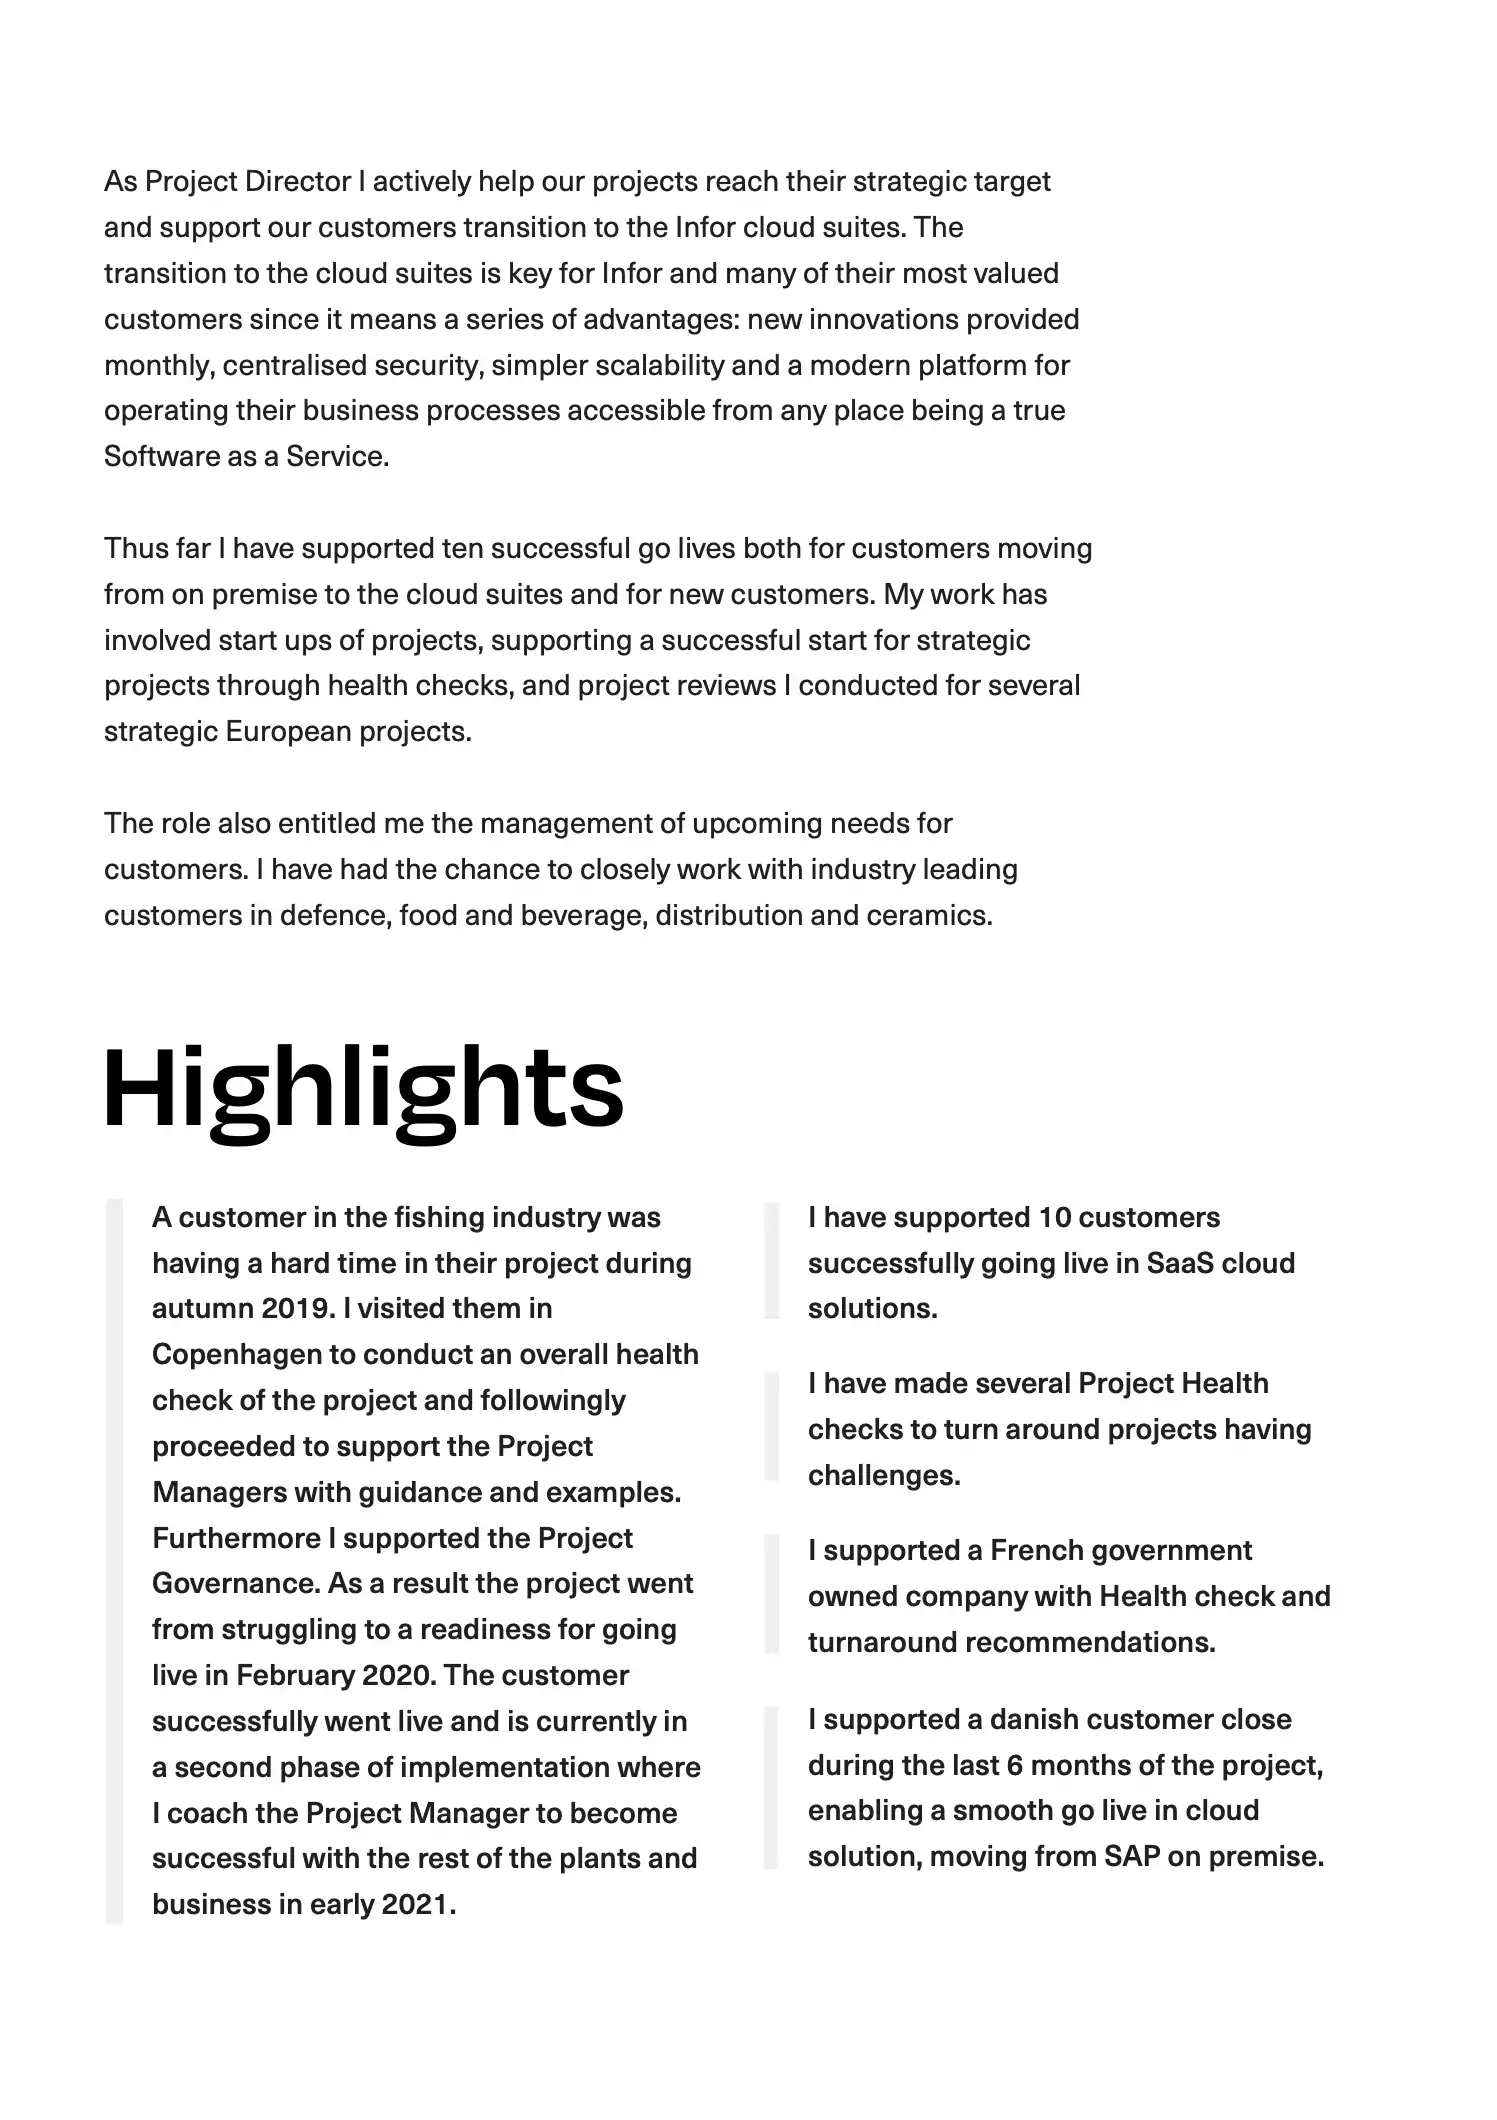 As Project Director I actively help our projects reach their strategic target
and support our customers transition to the Infor cloud suites. The
transition to the cloud suites is key for Infor and many of their most valued
customers since it means a series of advantages: new innovations provided
monthly, centralised security, simpler scalability and a modern platform for
operating their business processes accessible from any place being a true
Software as a Service.
Thus far I have supported ten successful go lives both for customers moving
from on premise to the cloud suites and for new customers. My work has
involved start ups of projects, supporting a successful start for strategic
projects through health checks, and project reviews I conducted for several
strategic European projects.
The role also entitled me the management of upcoming needs for
customers. I have had the chance to closely work with industry leading
customers in defence, food and beverage, distribution and ceramics.
Highlights
A customer in the fishing industry was
having a hard time in their project during
autumn 2019. I visited them in
Copenhagen to conduct an overall health
check of the project and followingly
proceeded to support the Project
Managers with guidance and examples.
Furthermore I supported the Project
Governance. As a result the project went
from struggling to a readiness for going
live in February 2020. The customer
successfully went live and is currently in
a second phase of implementation where
I coach the Project Manager to become
successful with the rest of the plants and
business in early 2021.
I have supported 10 customers
successfully going live in SaaS cloud
solutions.
I have made several Project Health
checks to turn around projects having
challenges.
I supported a French government
owned company with Health check and
turnaround recommendations.
I supported a danish customer close
during the last 6 months of the project,
enabling a smooth go live in cloud
solution, moving from SAP on premise.